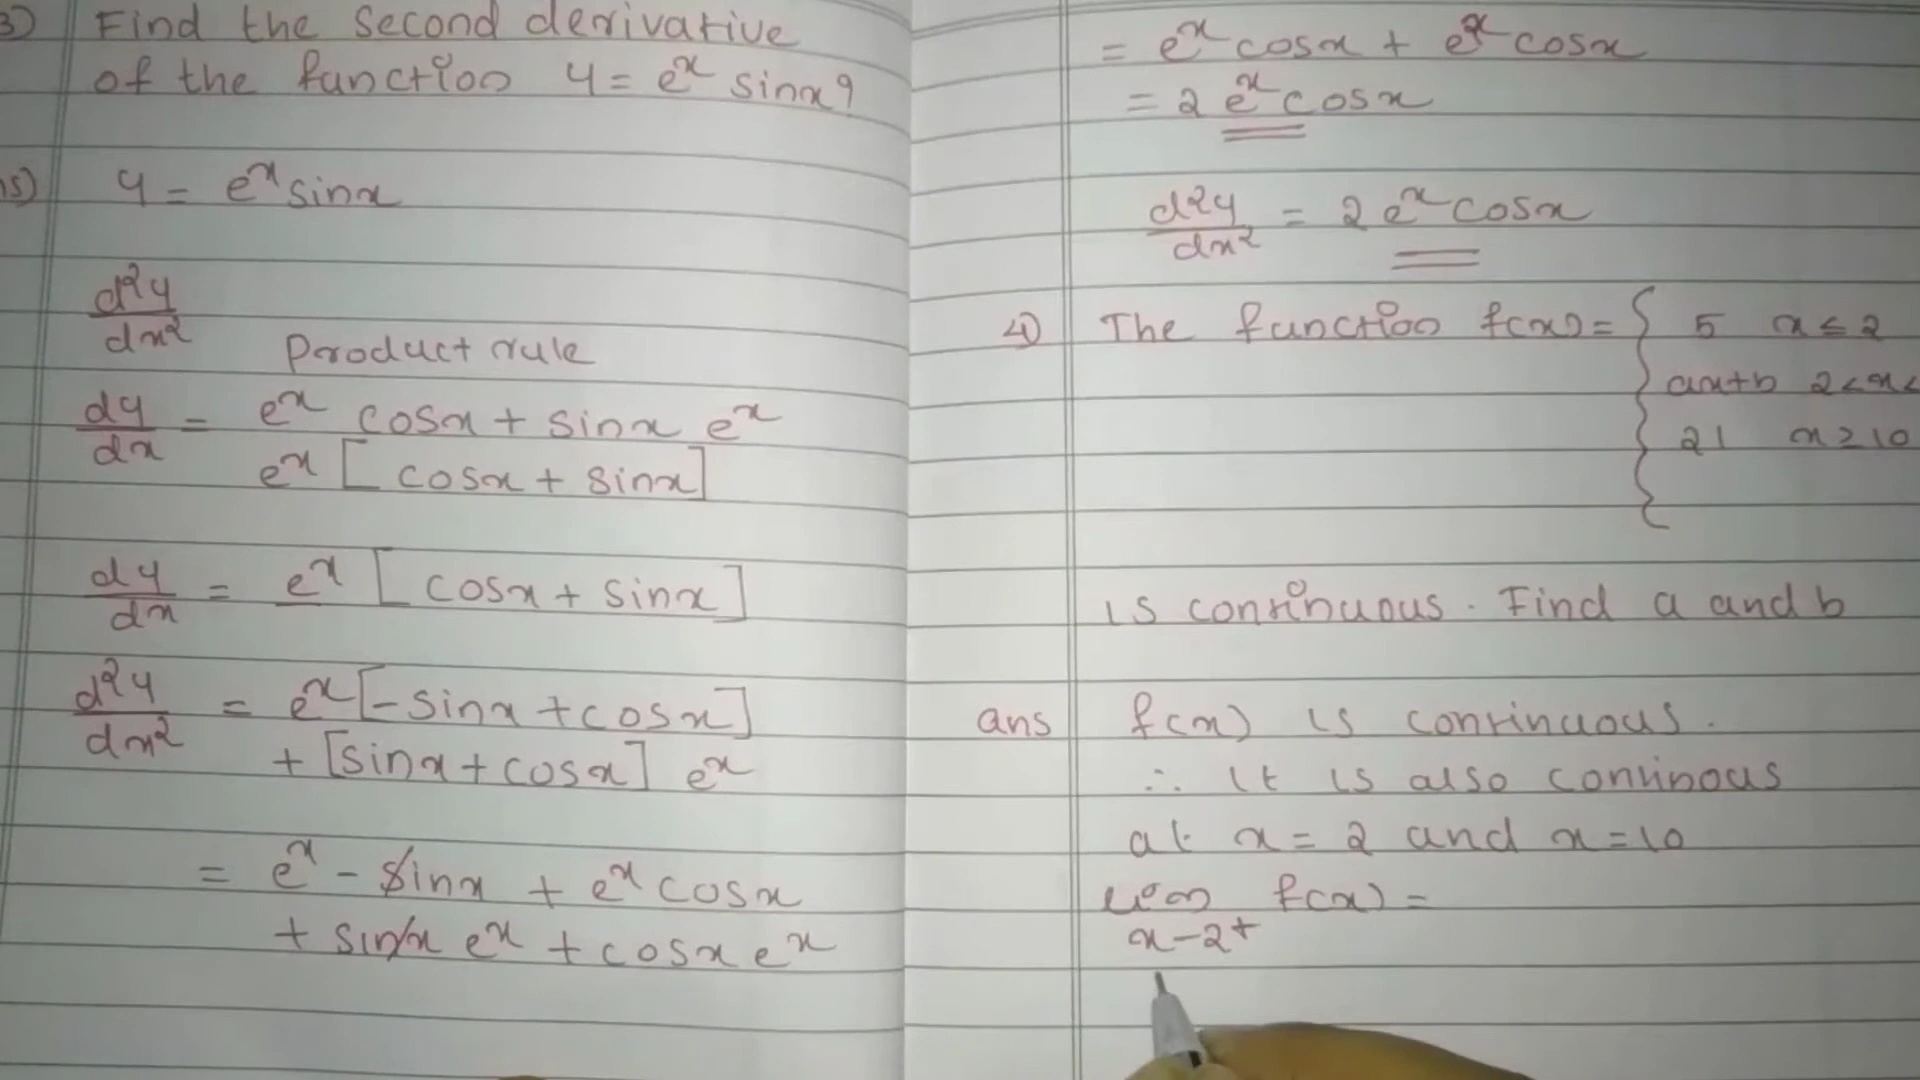 3) Find the second derivative
of the function y = e^x sinx?
ns) y = e^x sinx
d²y/dx²
Product rule
dy/dx = e^x cosx + sinx e^x
e^x [cosx + sinx]
dy/dx = e^x [cosx + sinx]
d²y/dx² = e^x [-sinx + cosx]
+ [sinx + cosx] e^x
= e^x - sinx + e^x cosx
+ sinx e^x + cosx e^x
= e^x cosx + e^x cosx
= 2 e^x cosx
d²y/dx² = 2 e^x cosx
4) The function f(x) = { 5 x ≤ 2
ax+b 2<x<
21 x ≥ 10
is continuous. Find a and b
ans f(x) is continuous.
∴ It is also continous
at x = 2 and x = 10
lim f(x) =
x-2+